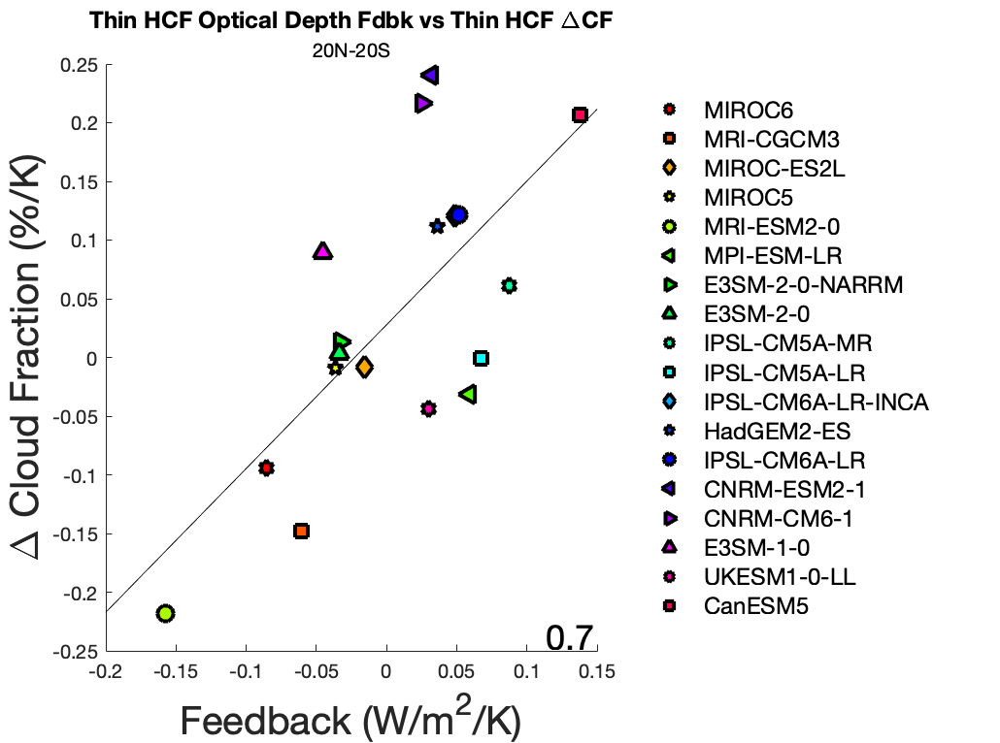 Thin HCF Optical Depth Fdbk vs Thin HCF △CF
20N-20S
△ Cloud Fraction (%/K)
0.25
0.2
0.15
0.1
0.05
0
-0.05
-0.1
-0.15
-0.2
-0.25
-0.2 -0.15 -0.1 -0.05 0 0.05 0.1 0.15
0.7
Feedback (W/m²/K)
MIROC6
MRI-CGCM3
MIROC-ES2L
MIROC5
MRI-ESM2-0
MPI-ESM-LR
E3SM-2-0-NARRM
E3SM-2-0
IPSL-CM5A-MR
IPSL-CM5A-LR
IPSL-CM6A-LR-INCA
HadGEM2-ES
IPSL-CM6A-LR
CNRM-ESM2-1
CNRM-CM6-1
E3SM-1-0
UKESM1-0-LL
CanESM5